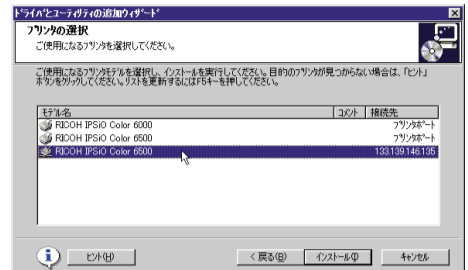 ドライバとユーティリティの追加ウィザード
プリンタの選択
ご使用になるプリンタを選択してください。
ご使用になるプリンタモデルを選択し、インストールを実行してください。目的のプリンタが見つからない場合は、「ヒント」
ボタンをクリックしてください。リストを更新するにはF5キーを押してください。
モデル名 コメント 接続先
RICOH IPSiO Color 6000 プリンタポート
RICOH IPSiO Color 6500 プリンタポート
RICOH IPSiO Color 6500 133.139.146.135
ヒント(H) < 戻る(B) インストール(I) キャンセル